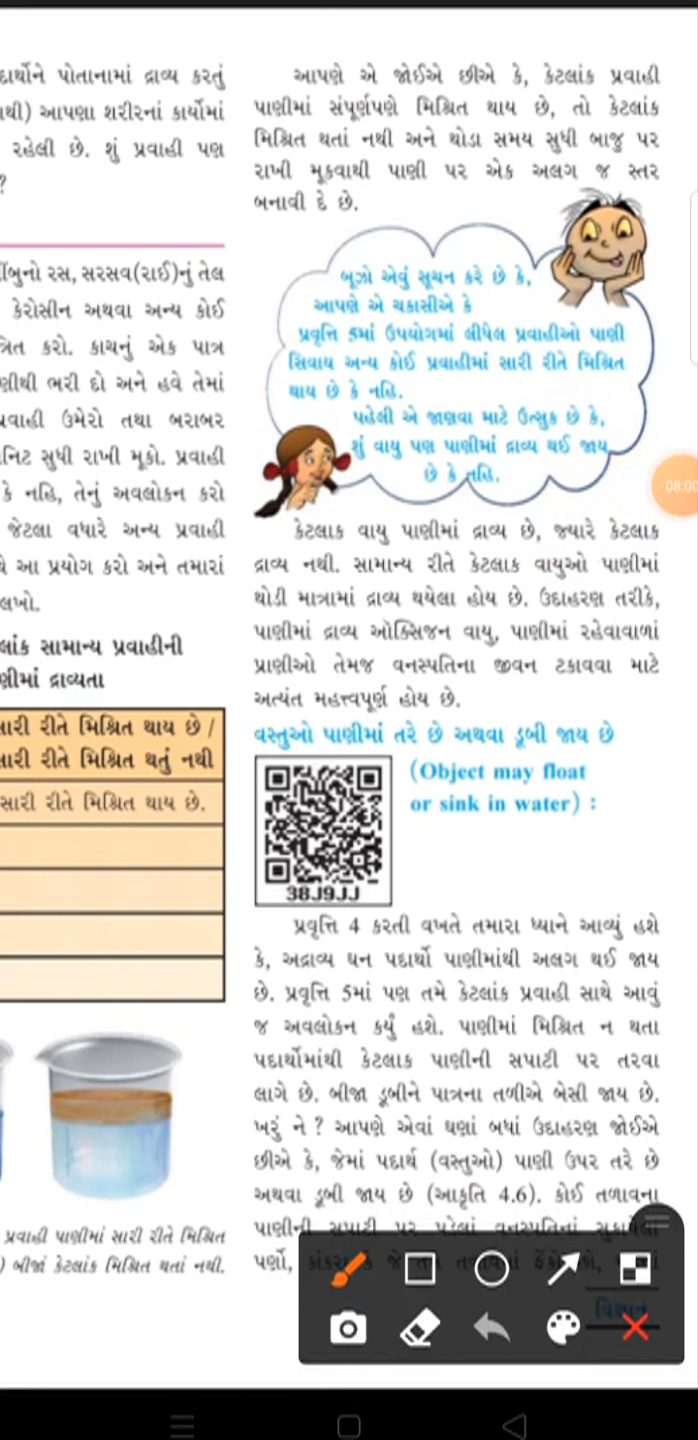 દાર્થોને પોતાનામાં દ્રાવ્ય કરતું
આપણા શરીરનાં કાર્યોમાં
રહેલી છે. શું પ્રવાહી પણ
?
રસ, સરસવ(રાઈ)નું તેલ
કેરોસીન અથવા અન્ય કોઈ
કરો. કાચનું એક પાત્ર
ભરી દો અને હવે તેમાં
ઉમેરો તથા બરાબર
સુધી રાખી મૂકો. પ્રવાહી
કે નહિ, તેનું અવલોકન કરો
જેટલા વધારે અન્ય પ્રવાહી
આ પ્રયોગ કરો અને તમારાં
લખો.
લાંક સામાન્ય પ્રવાહીની
ણીમાં દ્રાવ્યતા
સારી રીતે મિશ્રિત થાય છે /
સારી રીતે મિશ્રિત થતું નથી
સારી રીતે મિશ્રિત થાય છે.
પ્રવાહી પાણીમાં સારી રીતે મિશ્રિત
) બીજાં કેટલાંક મિશ્રિત થતાં નથી.
આપણે એ જોઈએ છીએ કે, કેટલાંક પ્રવાહી
પાણીમાં સંપૂર્ણપણે મિશ્રિત થાય છે, તો કેટલાંક
મિશ્રિત થતાં નથી અને થોડા સમય સુધી બાજુ પર
રાખી મૂકવાથી પાણી પર એક અલગ જ સ્તર
બનાવી દે છે.
બૂઝો એવું સૂચન કરે છે કે,
આપણે એ ચકાસીએ કે
પ્રવૃત્તિ 5માં ઉપયોગમાં લીધેલ પ્રવાહીઓ પાણી
સિવાય અન્ય કોઈ પ્રવાહીમાં સારી રીતે મિશ્રિત
થાય છે કે નહિ.
પહેલી એ જાણવા માટે ઉત્સુક છે કે,
શું વાયુ પણ પાણીમાં દ્રાવ્ય થઈ જાય
છે કે નહિ.
08:00
કેટલાક વાયુ પાણીમાં દ્રાવ્ય છે, જ્યારે કેટલાક
દ્રાવ્ય નથી. સામાન્ય રીતે કેટલાક વાયુઓ પાણીમાં
થોડી માત્રામાં દ્રાવ્ય થયેલા હોય છે. ઉદાહરણ તરીકે,
પાણીમાં દ્રાવ્ય ઑક્સિજન વાયુ, પાણીમાં રહેવાવાળાં
પ્રાણીઓ તેમજ વનસ્પતિના જીવન ટકાવવા માટે
અત્યંત મહત્ત્વપૂર્ણ હોય છે.
વસ્તુઓ પાણીમાં તરે છે અથવા ડૂબી જાય છે
(Object may float
or sink in water) :
38J9JJ
પ્રવૃત્તિ 4 કરતી વખતે તમારા ધ્યાને આવ્યું હશે
કે, અદ્રાવ્ય ઘન પદાર્થો પાણીમાંથી અલગ થઈ જાય
છે. પ્રવૃત્તિ 5માં પણ તમે કેટલાંક પ્રવાહી સાથે આવું
જ અવલોકન કર્યું હશે. પાણીમાં મિશ્રિત ન થતા
પદાર્થોમાંથી કેટલાક પાણીની સપાટી પર તરવા
લાગે છે. બીજા ડૂબીને પાત્રના તળીએ બેસી જાય છે.
ખરું ને ? આપણે એવાં ઘણાં બધાં ઉદાહરણ જોઈએ
છીએ કે, જેમાં પદાર્થ (વસ્તુઓ) પાણી ઉપર તરે છે
અથવા ડૂબી જાય છે (આકૃતિ 4.6). કોઈ તળાવના
પાણીની સપાટી પર પડેલાં વનસ્પતિનાં સુકાયેલા
પર્ણો,
વિજ્ઞાન